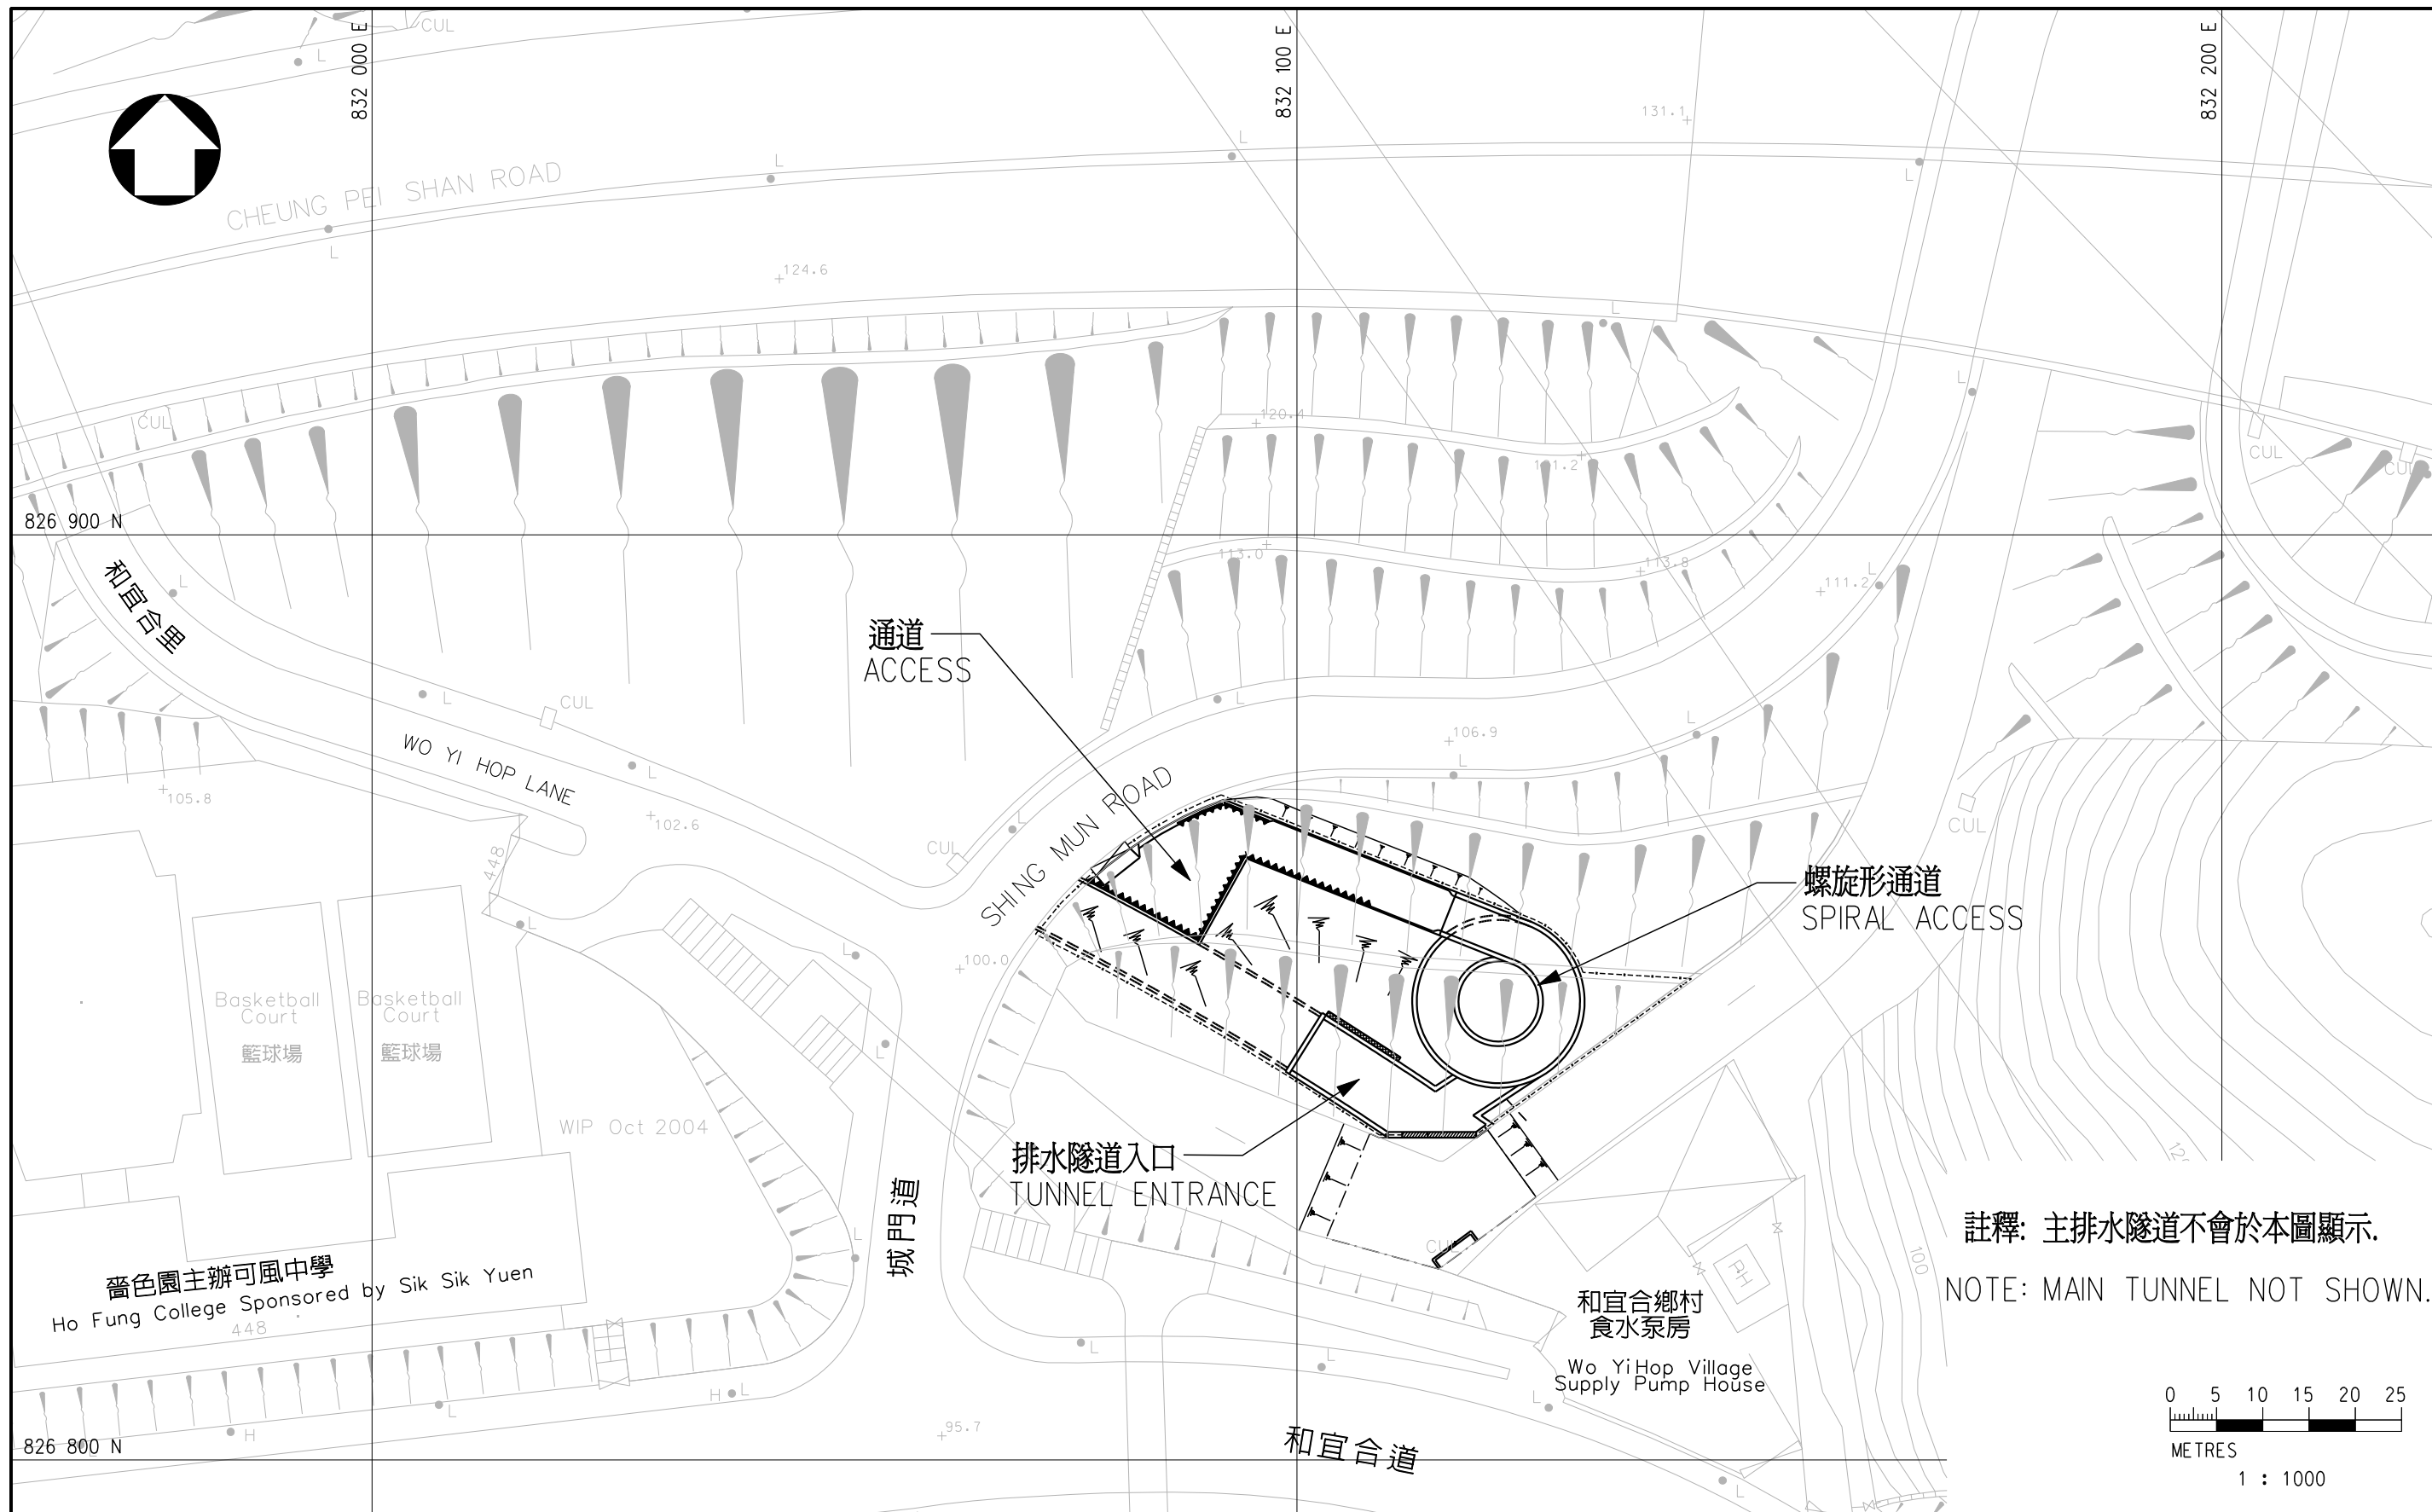 CUL
832 000 E
832 100 E
832 200 E
L
L
L
L
L
L
131.1
CHEUNG PEI SHAN ROAD
124.6
L
L
120.4
CUL
CUL
826 900 N
113.0
113.8
111.2
L
和宜合里
L
通道
ACCESS
L
CUL
L
WO YI HOP LANE
L
106.9
L
L
105.8
102.6
L
CUL
CUL
SHING MUN ROAD
448
螺旋形通道
SPIRAL ACCESS
L
L
100.0
Basketball
Court
籃球場
Basketball
Court
籃球場
L
WIP Oct 2004
排水隧道入口
TUNNEL ENTRANCE
城門道
L
註釋: 主排水隧道不會於本圖顯示.
NOTE: MAIN TUNNEL NOT SHOWN.
100
PH
嗇色園主辦可風中學
Ho Fung College Sponsored by Sik Sik Yuen
448
和宜合鄉村
食水泵房
Wo Yi Hop Village
Supply Pump House
L
L
L
H L
L
H
95.7
和宜合道
826 800 N
L
0 5 10 15 20 25
METRES
1 : 1000